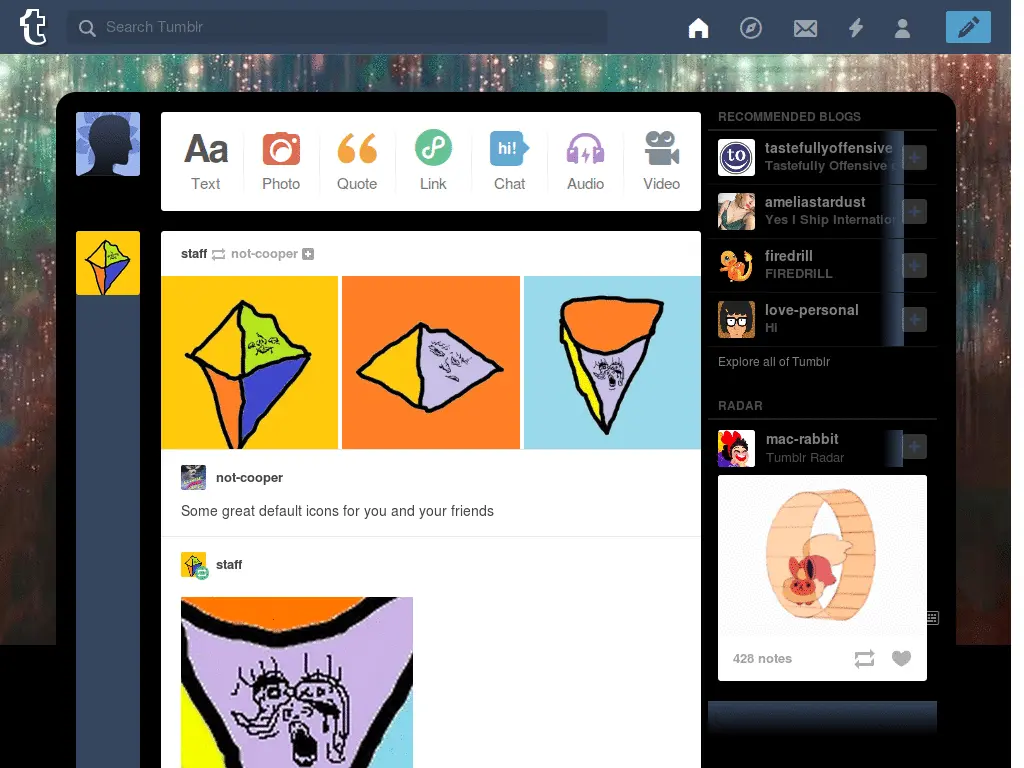 t
Search Tumblr
Aa
hi!
Text
Photo
Quote
Link
Chat
Audio
Video
staff not-cooper
not-cooper
Some great default icons for you and your friends
staff
RECOMMENDED BLOGS
to
tastefullyoffensive
Tastefully Offensive
ameliastardust
Yes I Ship
firedrill
FIREDRILL
love-personal
Hi
Explore all of Tumblr
RADAR
mac-rabbit
Tumblr Radar
428 notes